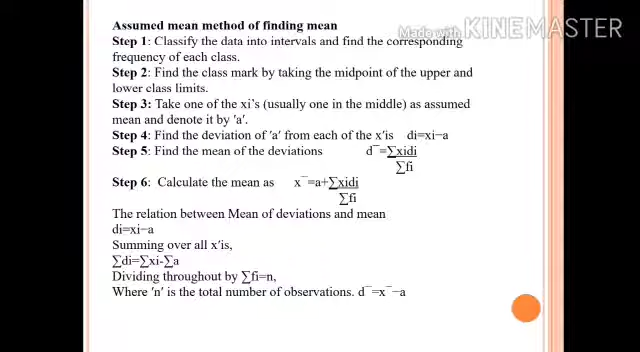 Made with KINEMASTER
Assumed mean method of finding mean
Step 1: Classify the data into intervals and find the corresponding
frequency of each class.
Step 2: Find the class mark by taking the midpoint of the upper and
lower class limits.
Step 3: Take one of the xi’s (usually one in the middle) as assumed
mean and denote it by ′a′.
Step 4: Find the deviation of ′a′ from each of the x′is di=xi−a
Step 5: Find the mean of the deviations d¯=∑xidi
∑fi
Step 6: Calculate the mean as x¯=a+∑xidi
∑fi
The relation between Mean of deviations and mean
di=xi−a
Summing over all x′is,
∑di=∑xi-∑a
Dividing throughout by ∑fi=n,
Where ′n′ is the total number of observations. d¯=x¯−a